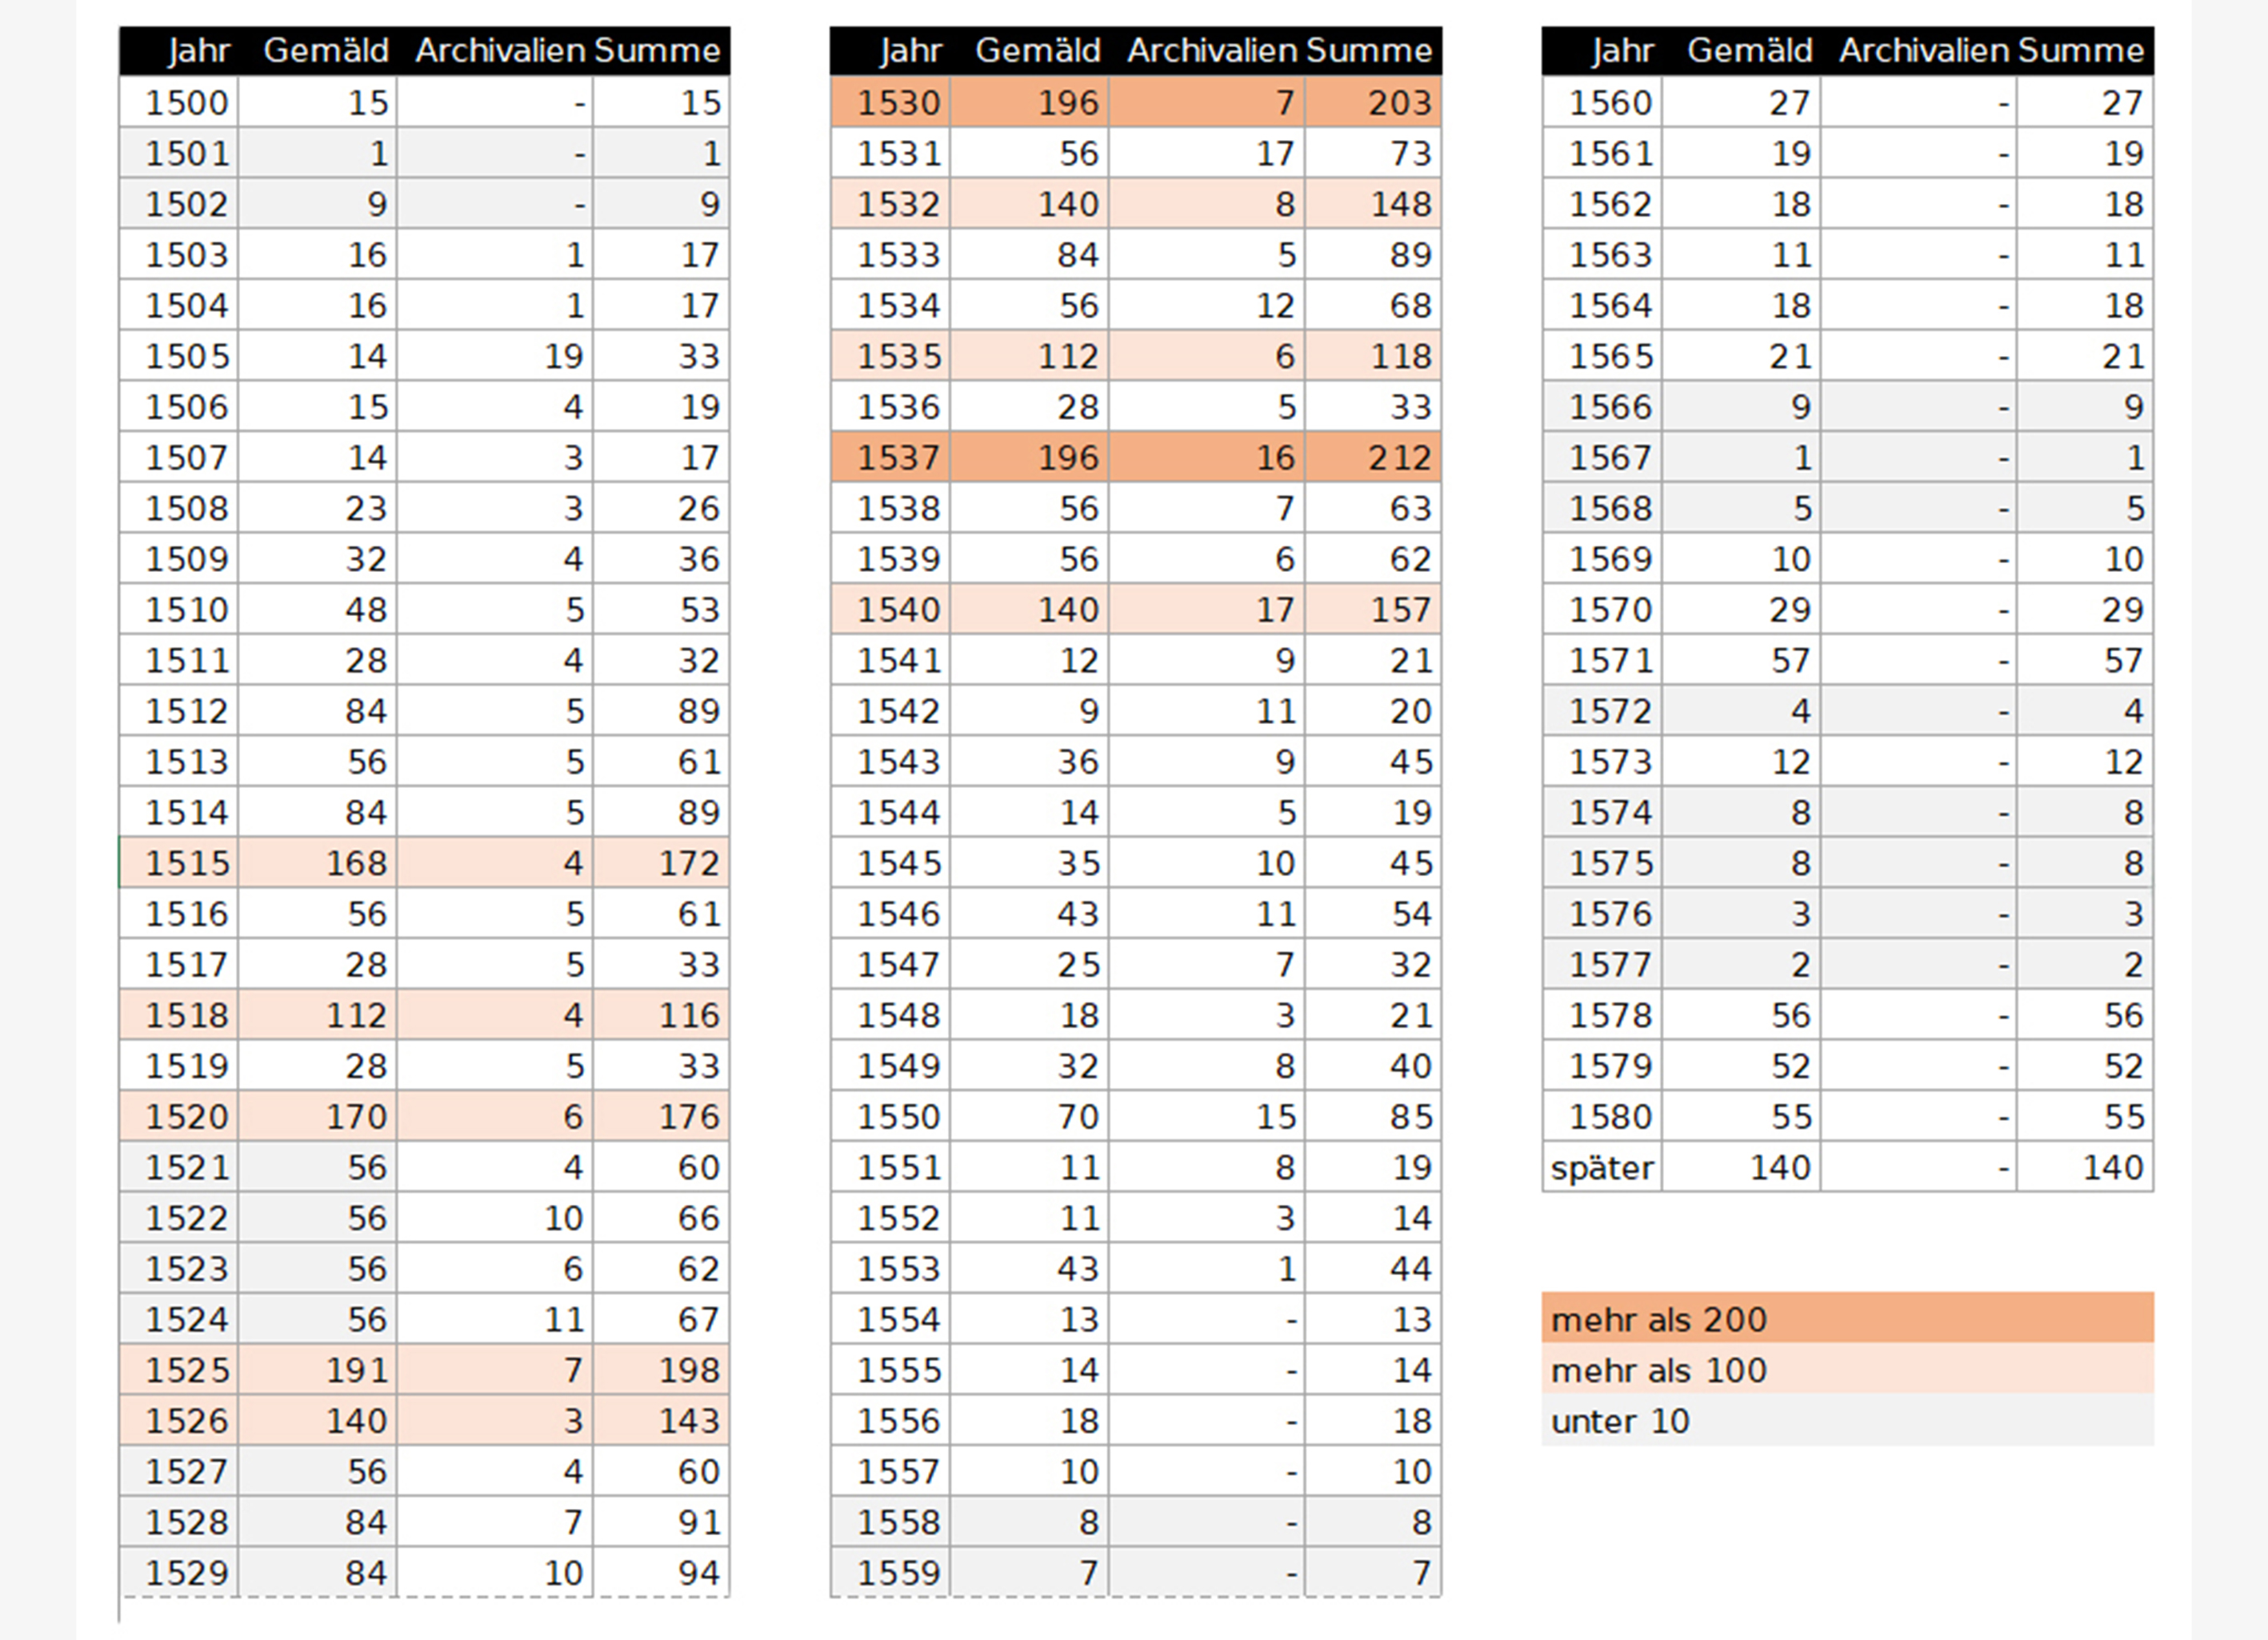 Jahr Gemäld Archivalien Summe
1500 15 - 15
1501 1 - 1
1502 9 - 9
1503 16 1 17
1504 16 1 17
1505 14 19 33
1506 15 4 19
1507 14 3 17
1508 23 3 26
1509 32 4 36
1510 48 5 53
1511 28 4 32
1512 84 5 89
1513 56 5 61
1514 84 5 89
1515 168 4 172
1516 56 5 61
1517 28 5 33
1518 112 4 116
1519 28 5 33
1520 170 6 176
1521 56 4 60
1522 56 10 66
1523 56 6 62
1524 56 11 67
1525 191 7 198
1526 140 3 143
1527 56 4 60
1528 84 7 91
1529 84 10 94
Jahr Gemäld Archivalien Summe
1530 196 7 203
1531 56 17 73
1532 140 8 148
1533 84 5 89
1534 56 12 68
1535 112 6 118
1536 28 5 33
1537 196 16 212
1538 56 7 63
1539 56 6 62
1540 140 17 157
1541 12 9 21
1542 9 11 20
1543 36 9 45
1544 14 5 19
1545 35 10 45
1546 43 11 54
1547 25 7 32
1548 18 3 21
1549 32 8 40
1550 70 15 85
1551 11 8 19
1552 11 3 14
1553 43 1 44
1554 13 - 13
1555 14 - 14
1556 18 - 18
1557 10 - 10
1558 8 - 8
1559 7 - 7
Jahr Gemäld Archivalien Summe
1560 27 - 27
1561 19 - 19
1562 18 - 18
1563 11 - 11
1564 18 - 18
1565 21 - 21
1566 9 - 9
1567 1 - 1
1568 5 - 5
1569 10 - 10
1570 29 - 29
1571 57 - 57
1572 4 - 4
1573 12 - 12
1574 8 - 8
1575 8 - 8
1576 3 - 3
1577 2 - 2
1578 56 - 56
1579 52 - 52
1580 55 - 55
später 140 - 140
mehr als 200
mehr als 100
unter 10